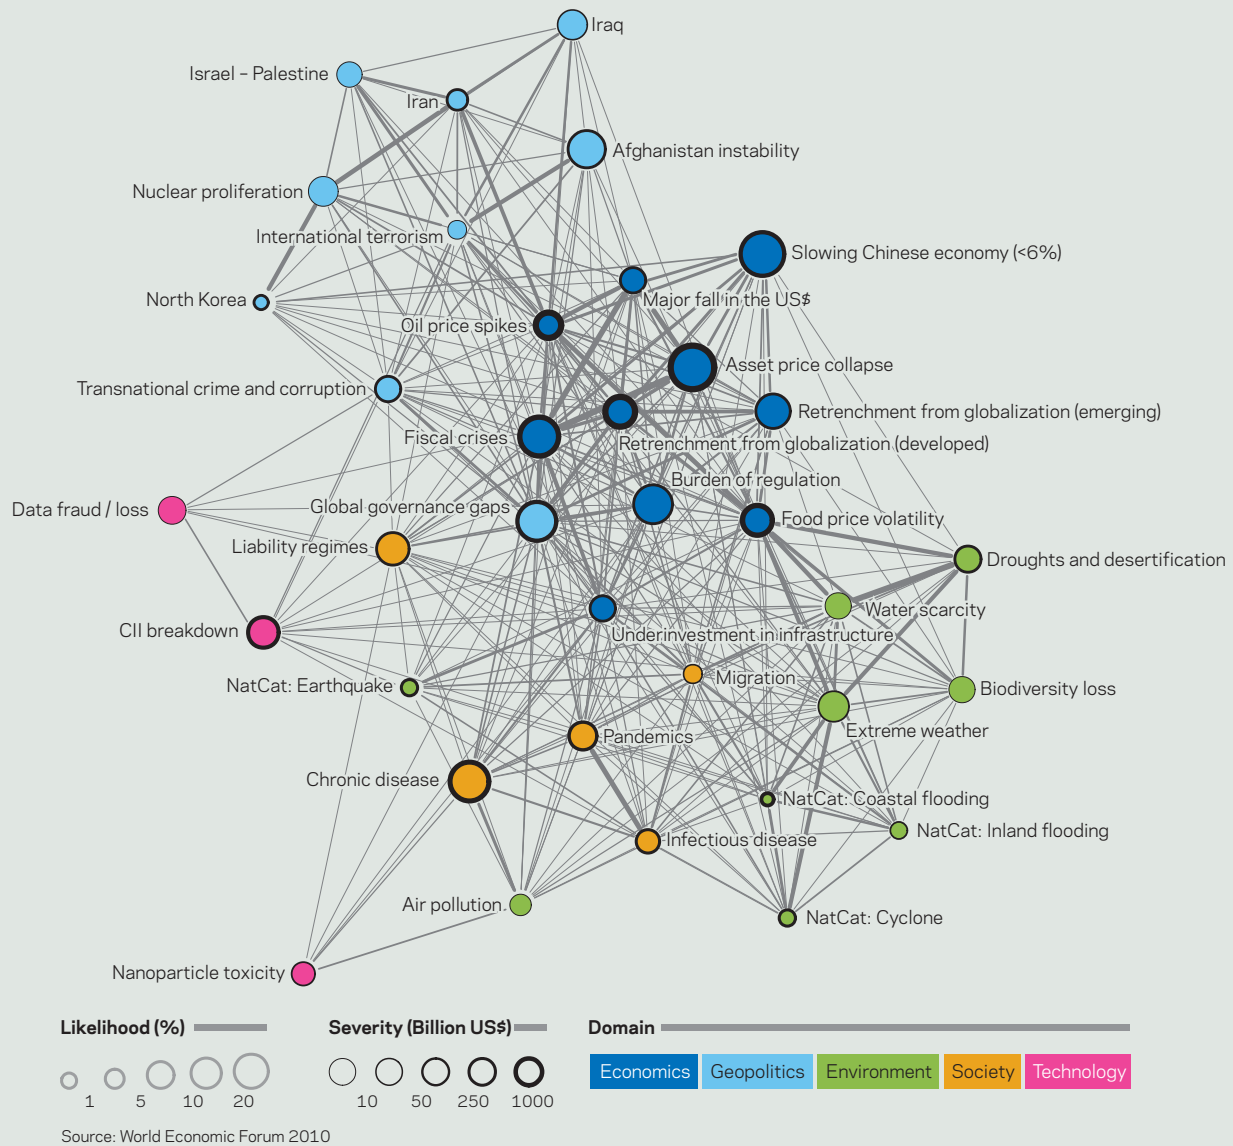 Iraq
Israel – Palestine
Iran
Afghanistan instability
Nuclear proliferation
International terrorism
Slowing Chinese economy (<6%)
North Korea
Major fall in the US$
Oil price spikes
Asset price collapse
Transnational crime and corruption
Retrenchment from globalization (emerging)
Fiscal crises
Retrenchment from globalization (developed)
Burden of regulation
Data fraud / loss
Global governance gaps
Food price volatility
Liability regimes
Droughts and desertification
Water scarcity
CII breakdown
Underinvestment in infrastructure
Migration
NatCat: Earthquake
Biodiversity loss
Extreme weather
Pandemics
Chronic disease
NatCat: Coastal flooding
NatCat: Inland flooding
Infectious disease
Air pollution
NatCat: Cyclone
Nanoparticle toxicity
Likelihood (%)
1 5 10 20
Severity (Billion US$)
10 50 250 1000
Domain
Economics Geopolitics Environment Society Technology
Source: World Economic Forum 2010